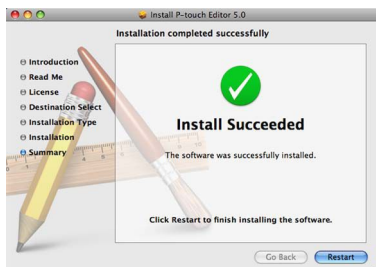 Install P-touch Editor 5.0
Installation completed successfully
Introduction
Read Me
License
Destination Select
Installation Type
Installation
Summary
Install Succeeded
The software was successfully installed.
Click Restart to finish installing the software.
Go Back
Restart